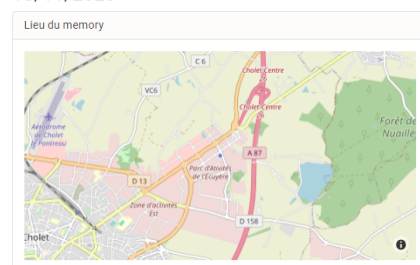 Lieu du memory
C 6
Cholet-Centre
VC6
Cholet-Centre
Aérodrome
de Cholet
le Pontreau
Forêt de
Nuaillé
A 87
Parc d'Activités
de l'Écuyère
D 13
Zone d'activités
Est
D 158
Cholet